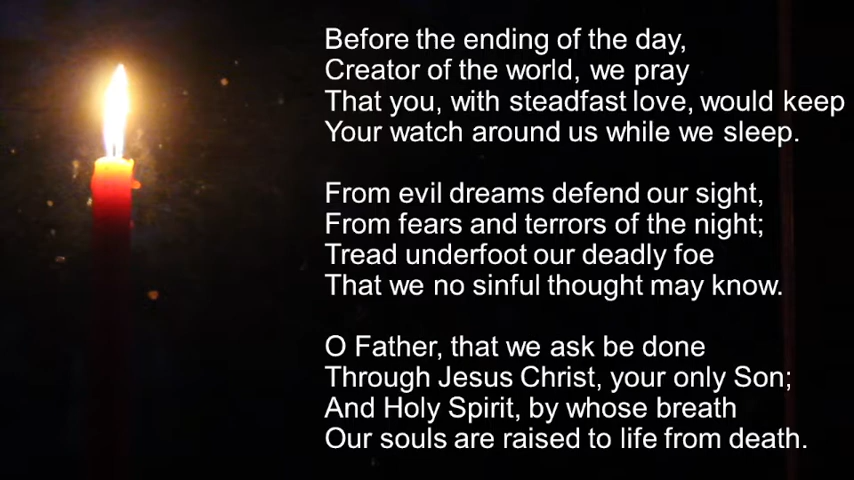 Before the ending of the day,
Creator of the world, we pray
That you, with steadfast love, would keep
Your watch around us while we sleep.
From evil dreams defend our sight,
From fears and terrors of the night;
Tread underfoot our deadly foe
That we no sinful thought may know.
O Father, that we ask be done
Through Jesus Christ, your only Son;
And Holy Spirit, by whose breath
Our souls are raised to life from death.